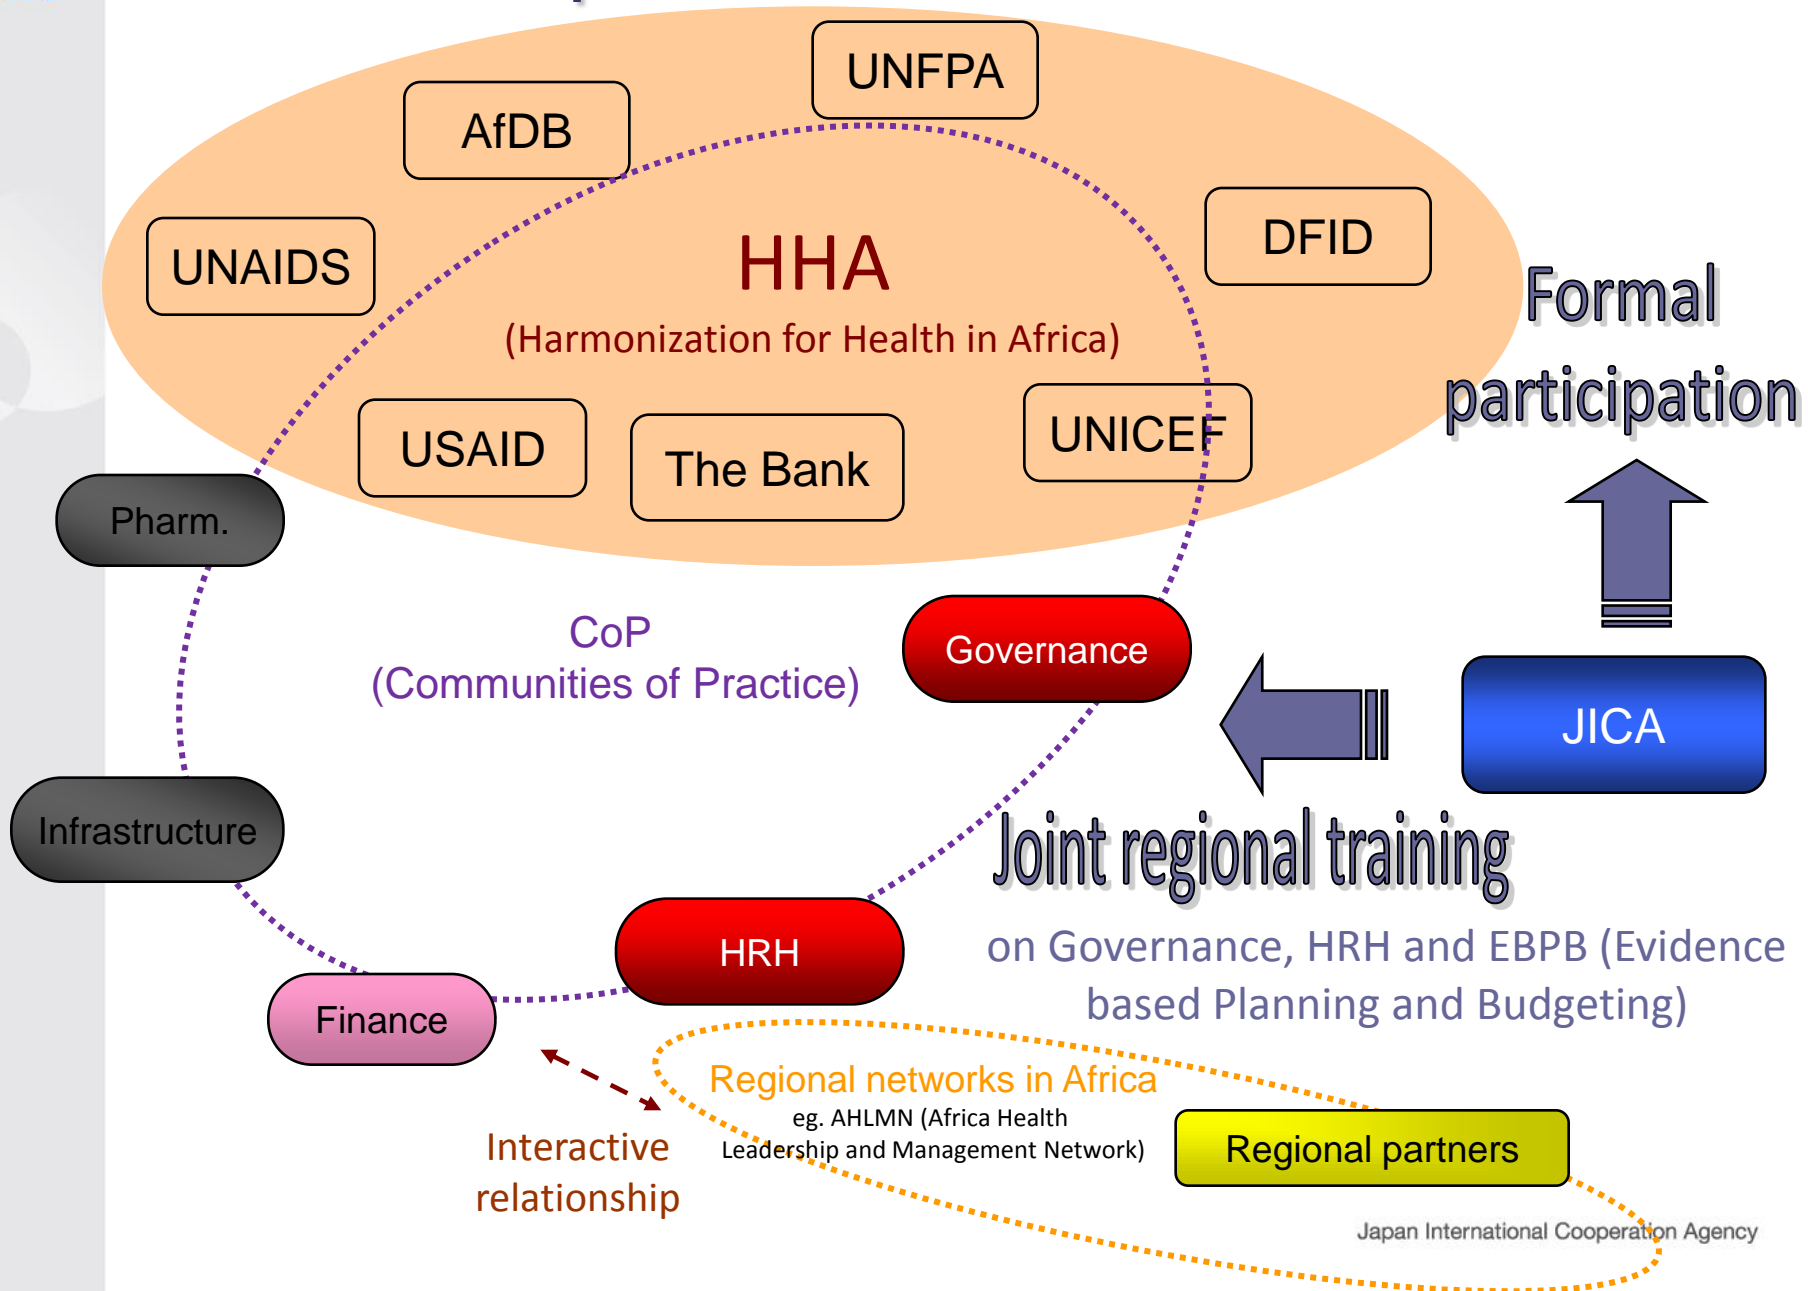 UNFPA
AfDB
DFID
UNAIDS
HHA
(Harmonization for Health in Africa)
Formal
participation
USAID
The Bank
UNICEF
Pharm.
CoP
(Communities of Practice)
Governance
JICA
Infrastructure
Joint regional training
on Governance, HRH and EBPB (Evidence
based Planning and Budgeting)
HRH
Finance
Regional networks in Africa
eg. AHLMN (Africa Health
Leadership and Management Network)
Regional partners
Interactive
relationship
Japan International Cooperation Agency